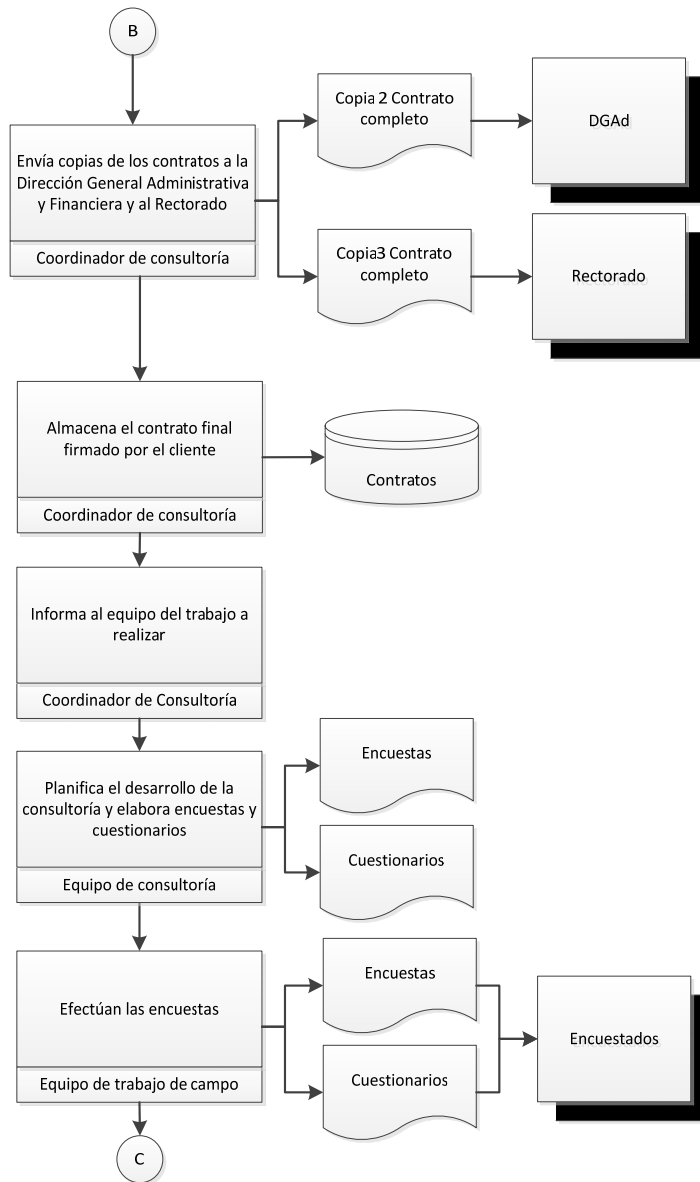 B
Envía copias de los contratos a la
Dirección General Administrativa
y Financiera y al Rectorado
Coordinador de consultoría
Copia 2 Contrato
completo
DGAd
Copia3 Contrato
completo
Rectorado
Almacena el contrato final
firmado por el cliente
Coordinador de consultoría
Contratos
Informa al equipo del trabajo a
realizar
Coordinador de Consultoría
Planifica el desarrollo de la
consultoría y elabora encuestas y
cuestionarios
Equipo de consultoría
Encuestas
Cuestionarios
Efectúan las encuestas
Equipo de trabajo de campo
Encuestas
Cuestionarios
Encuestados
C